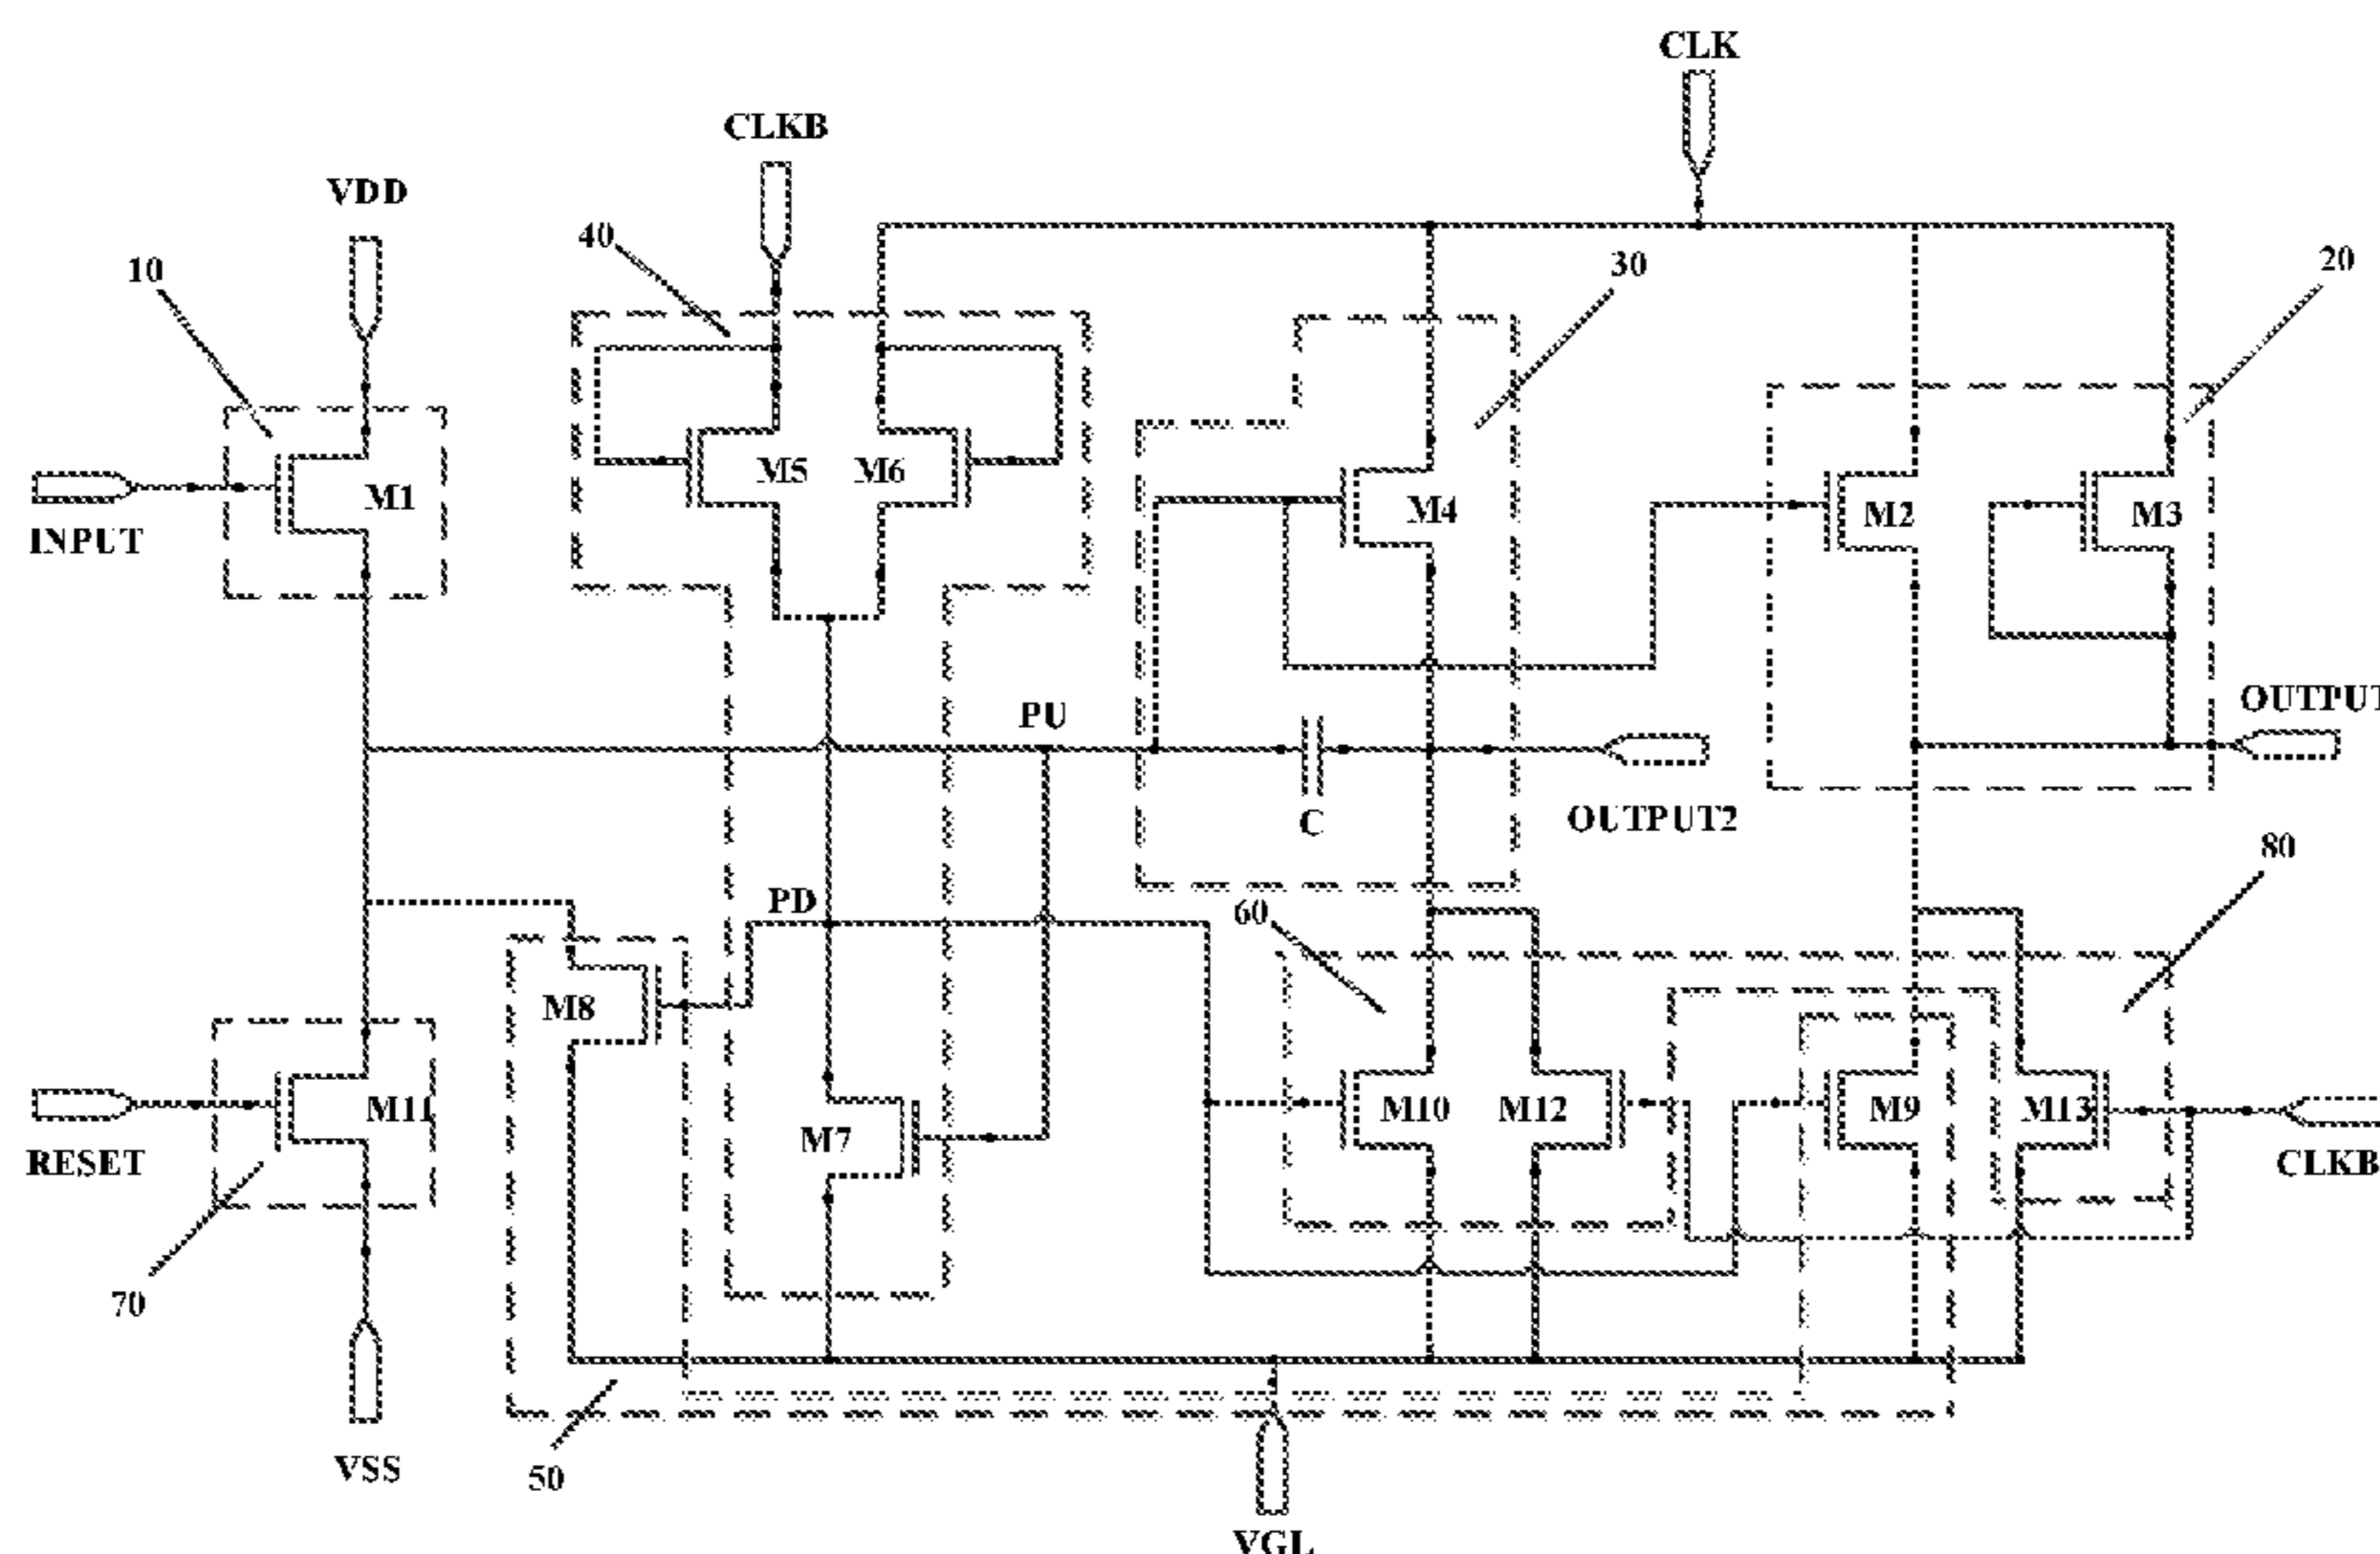 CLK
CLKB
VDD
40
10
30
20
M5
M6
M1
INPUT
M4
M2
M3
PU
OUTPUT
C
OUTPUT2
80
PD
60
M8
M11
M10
M12
M9
M13
M7
RESET
CLKB
70
VSS
50
VGL